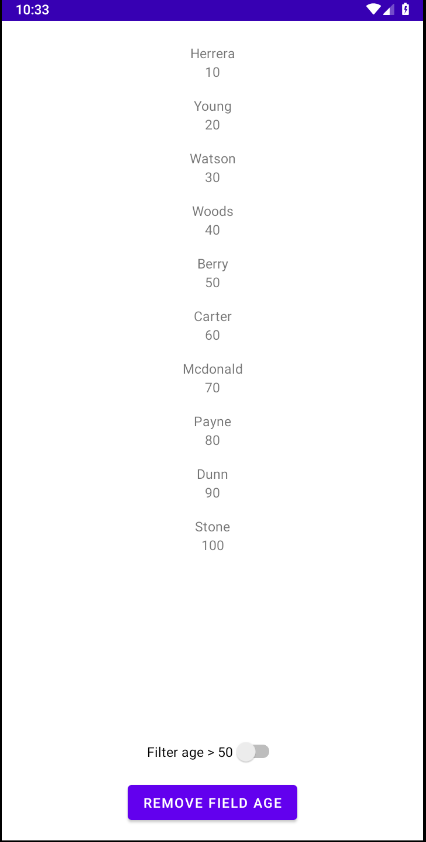 10:33
Herrera
10
Young
20
Watson
30
Woods
40
Berry
50
Carter
60
Mcdonald
70
Payne
80
Dunn
90
Stone
100
Filter age > 50
REMOVE FIELD AGE